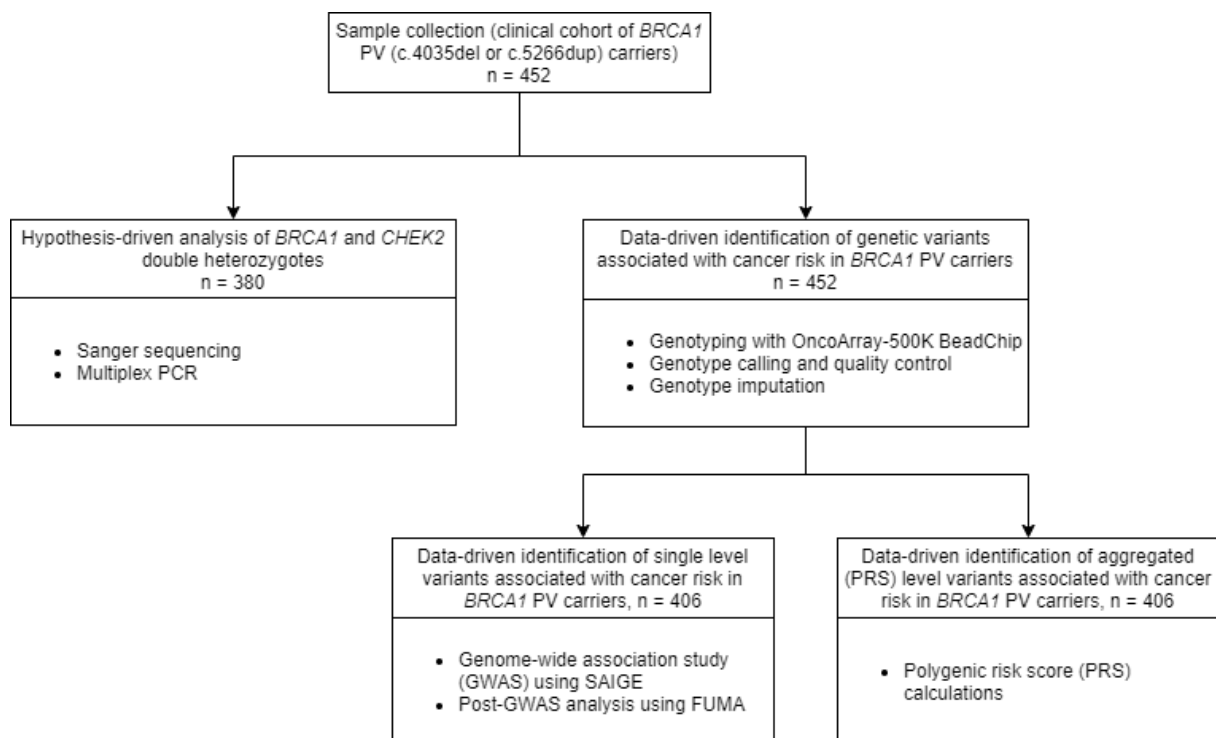 Sample collection (clinical cohort of BRCA1
PV (c.4035del or c.5266dup) carriers)
n = 452
Hypothesis-driven analysis of BRCA1 and CHEK2
double heterozygotes
n = 380
• Sanger sequencing
• Multiplex PCR
Data-driven identification of genetic variants
associated with cancer risk in BRCA1 PV carriers
n = 452
• Genotyping with OncoArray-500K BeadChip
• Genotype calling and quality control
• Genotype imputation
Data-driven identification of single level
variants associated with cancer risk in
BRCA1 PV carriers, n = 406
• Genome-wide association study
(GWAS) using SAIGE
• Post-GWAS analysis using FUMA
Data-driven identification of aggregated
(PRS) level variants associated with cancer
risk in BRCA1 PV carriers, n = 406
• Polygenic risk score (PRS)
calculations